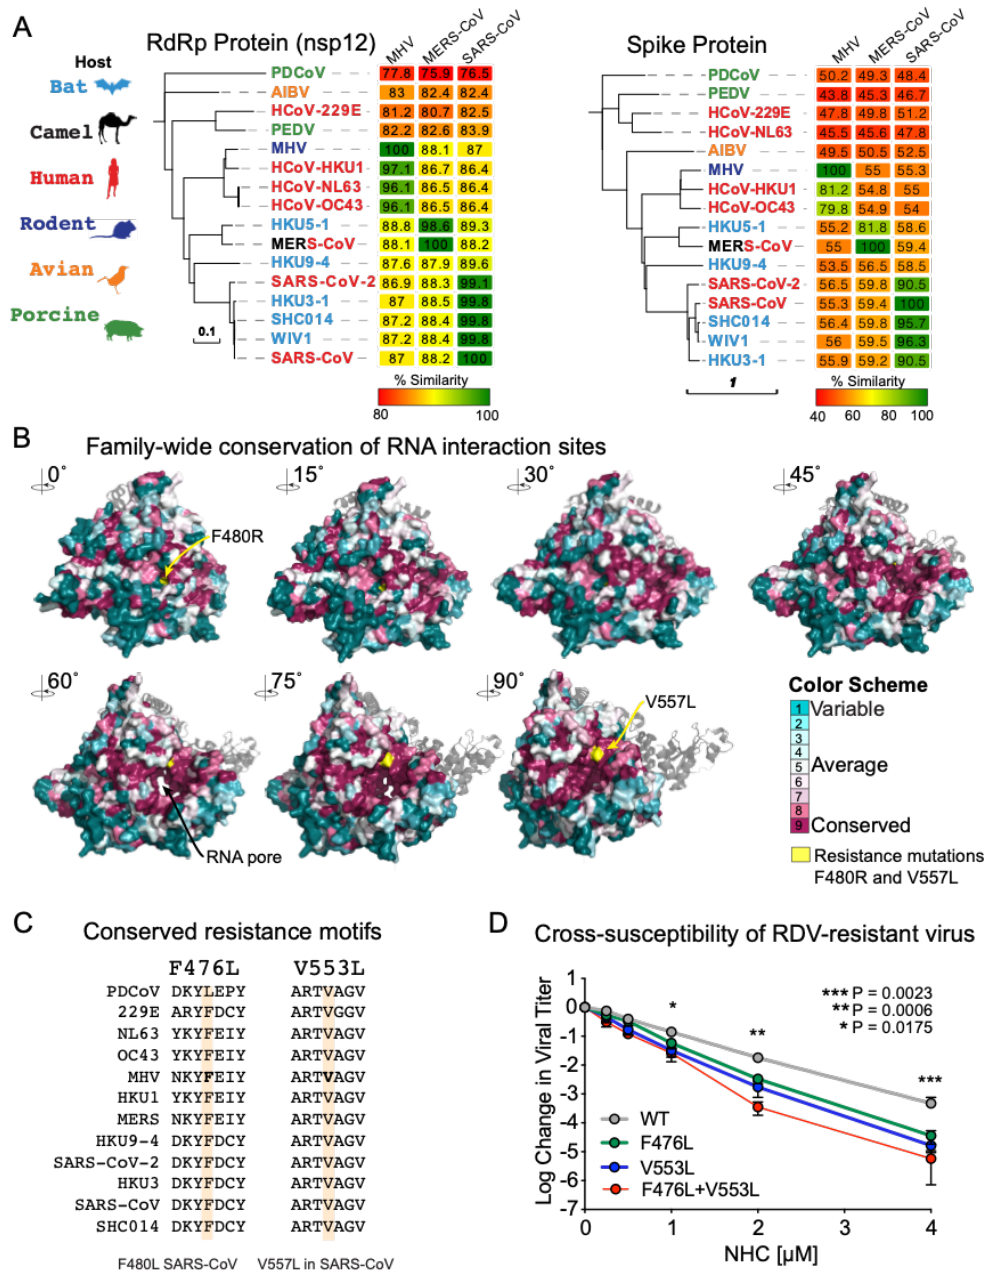 A
RdRp Protein (nsp12)
MHV
MERS-CoV
SARS-CoV
Host
Bat
Camel
Human
Rodent
Avian
Porcine
PDCoV 77.8 75.9 76.5
AIBV 83 82.4 82.4
HCoV-229E 81.2 80.7 82.5
PEDV 82.2 82.6 83.9
MHV 100 88.1 87
HCoV-HKU1 97.1 86.7 86.4
HCoV-NL63 96.1 86.5 86.4
HCoV-OC43 96.1 86.5 86.4
HKU5-1 88.8 98.6 89.3
MERS-CoV 88.1 100 88.2
HKU9-4 87.6 87.9 89.6
SARS-CoV-2 86.9 88.3 99.1
HKU3-1 87 88.5 99.8
SHC014 87.2 88.4 99.8
WIV1 87.2 88.4 99.8
SARS-CoV 87 88.2 100
0.1
% Similarity
80 100
Spike Protein
MHV
MERS-CoV
SARS-CoV
PDCoV 50.2 49.3 48.4
PEDV 43.8 45.3 46.7
HCoV-229E 47.8 49.8 51.2
HCoV-NL63 45.5 45.6 47.8
AIBV 49.5 50.5 52.5
MHV 100 55 55.3
HCoV-HKU1 81.2 54.8 55
HCoV-OC43 79.8 54.9 54
HKU5-1 55.2 81.8 58.6
MERS-CoV 55 100 59.4
HKU9-4 53.5 56.5 58.5
SARS-CoV-2 56.5 59.8 90.5
SARS-CoV 55.3 59.4 100
SHC014 56.4 59.8 95.7
WIV1 56 59.5 96.3
HKU3-1 55.9 59.2 90.5
1
% Similarity
40 60 80 100
B
Family-wide conservation of RNA interaction sites
0°
15°
30°
45°
F480R
60°
75°
90°
V557L
RNA pore
Color Scheme
1 Variable
2
3
4
5 Average
6
7
8
9 Conserved
Resistance mutations
F480R and V557L
C
Conserved resistance motifs
F476L V553L
PDCoV DKYLEPY ARTVAGV
229E ARYFDCY ARTVGGV
NL63 YKYFEIY ARTVAGV
OC43 YKYFEIY ARTVAGV
MHV NKYFEIY ARTVAGV
HKU1 YKYFEIY ARTVAGV
MERS NKYFEIY ARTVAGV
HKU9-4 DKYFDCY ARTVAGV
SARS-CoV-2 DKYFDCY ARTVAGV
HKU3 DKYFDCY ARTVAGV
SARS-CoV DKYFDCY ARTVAGV
SHC014 DKYFDCY ARTVAGV
F480L SARS-CoV V557L in SARS-CoV
D
Cross-susceptibility of RDV-resistant virus
Log Change in Viral Titer
1
0
-1
-2
-3
-4
-5
-6
-7
*** P = 0.0023
** P = 0.0006
* P = 0.0175
*
**
***
WT
F476L
V553L
F476L+V553L
0 1 2 3 4
NHC [µM]